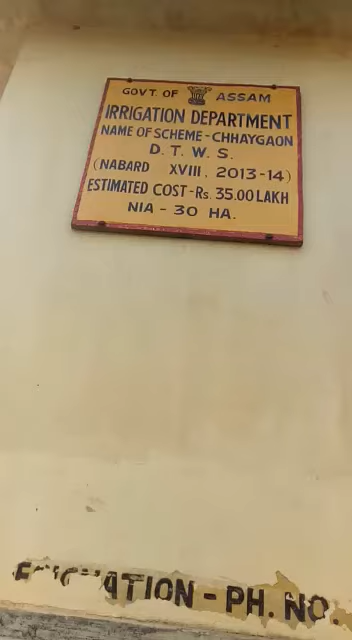 GOVT. OF ASSAM
IRRIGATION DEPARTMENT
NAME OF SCHEME - CHHAYGAON
D. T. W. S.
(NABARD XVIII, 2013-14)
ESTIMATED COST - Rs. 35.00 LAKH
NIA - 30 HA.
- PH. NO.